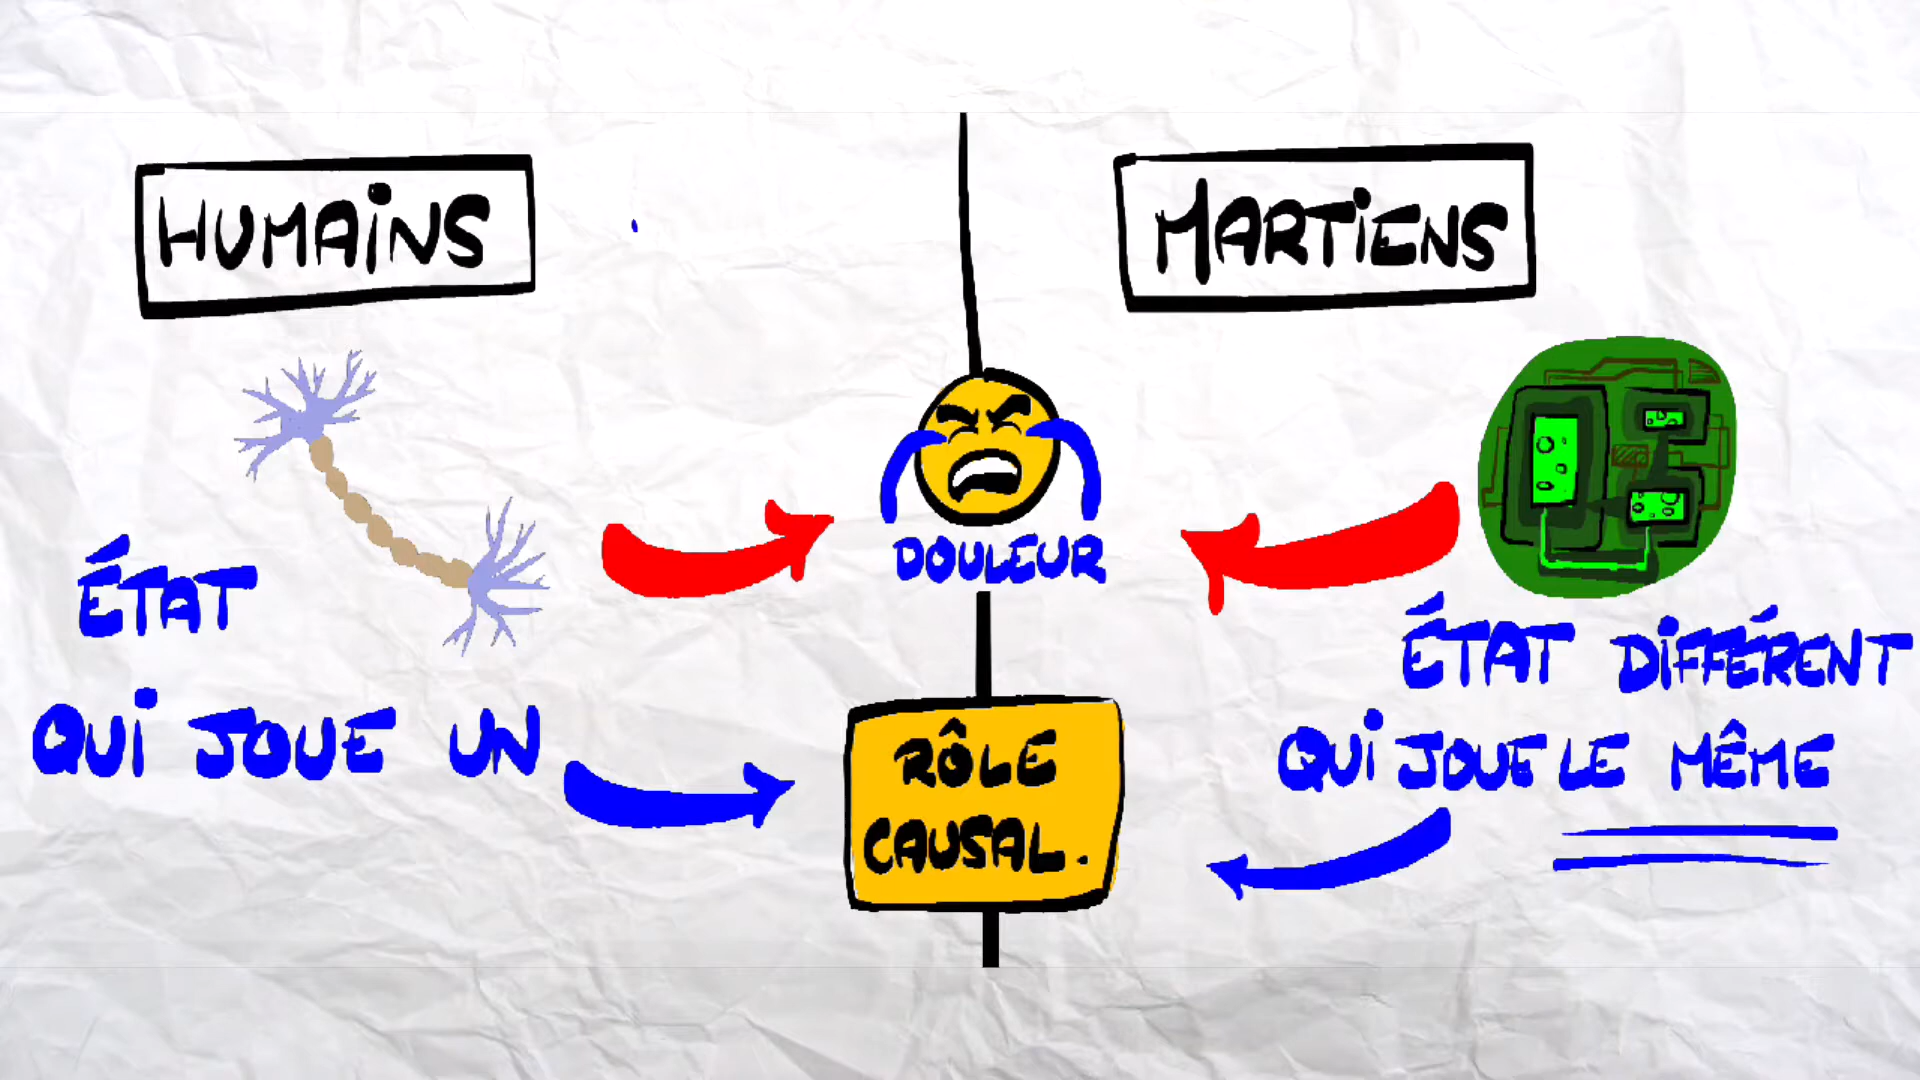 HUMAiNS
MARTiENS
DOULEUR
ÉTAT
QUi JOUE UN
ÉTAT DiFFÉRENT
QUi JOUE LE MÊME
RÔLE
CAUSAL.